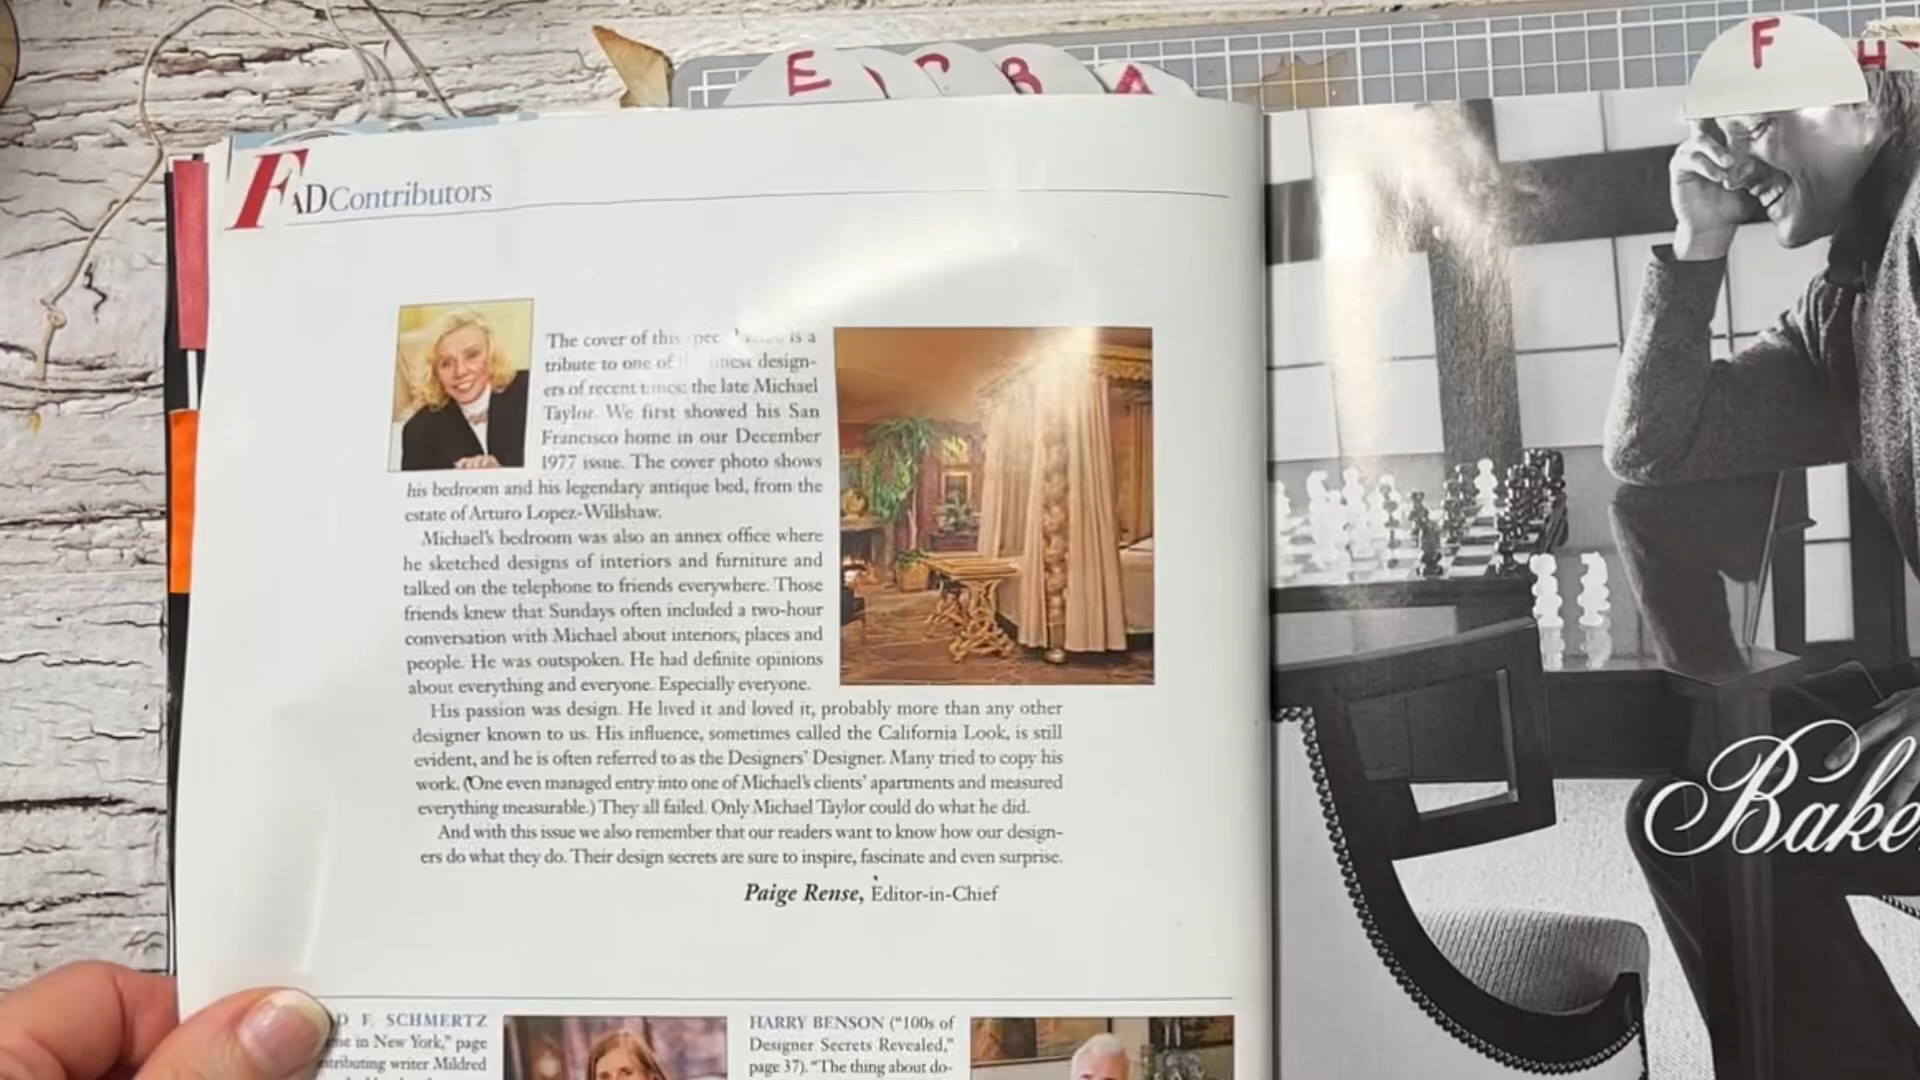 E B A
F
F AD Contributors
The cover of this is a
tribute to one of design-
ers of recent times: the late Michael
Taylor. We first showed his San
Francisco home in our December
1977 issue. The cover photo shows
his bedroom and his legendary antique bed, from the
estate of Arturo Lopez-Willshaw.
Michael's bedroom was also an annex office where
he sketched designs of interiors and furniture and
talked on the telephone to friends everywhere. Those
friends knew that Sundays often included a two-hour
conversation with Michael about interiors, places and
people. He was outspoken. He had definite opinions
about everything and everyone. Especially everyone.
His passion was design. He lived it and loved it, probably more than any other
designer known to us. His influence, sometimes called the California Look, is still
evident, and he is often referred to as the Designers' Designer. Many tried to copy his
work. (One even managed entry into one of Michael's clients' apartments and measured
everything measurable.) They all failed. Only Michael Taylor could do what he did.
And with this issue we also remember that our readers want to know how our design-
ers do what they do. Their design secrets are sure to inspire, fascinate and even surprise.
Paige Rense, Editor-in-Chief
D F. SCHMERTZ
in New York," page
writer Mildred
HARRY BENSON ("100s of
Designer Secrets Revealed,"
page 37). "The thing about do-
Bake